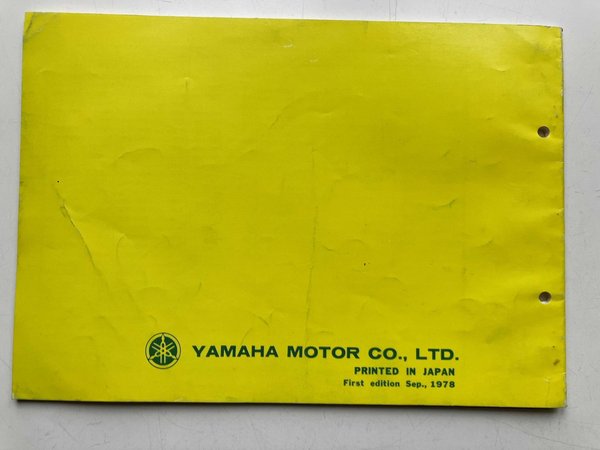 YAMAHA MOTOR CO., LTD.
PRINTED IN JAPAN
First edition Sep., 1978